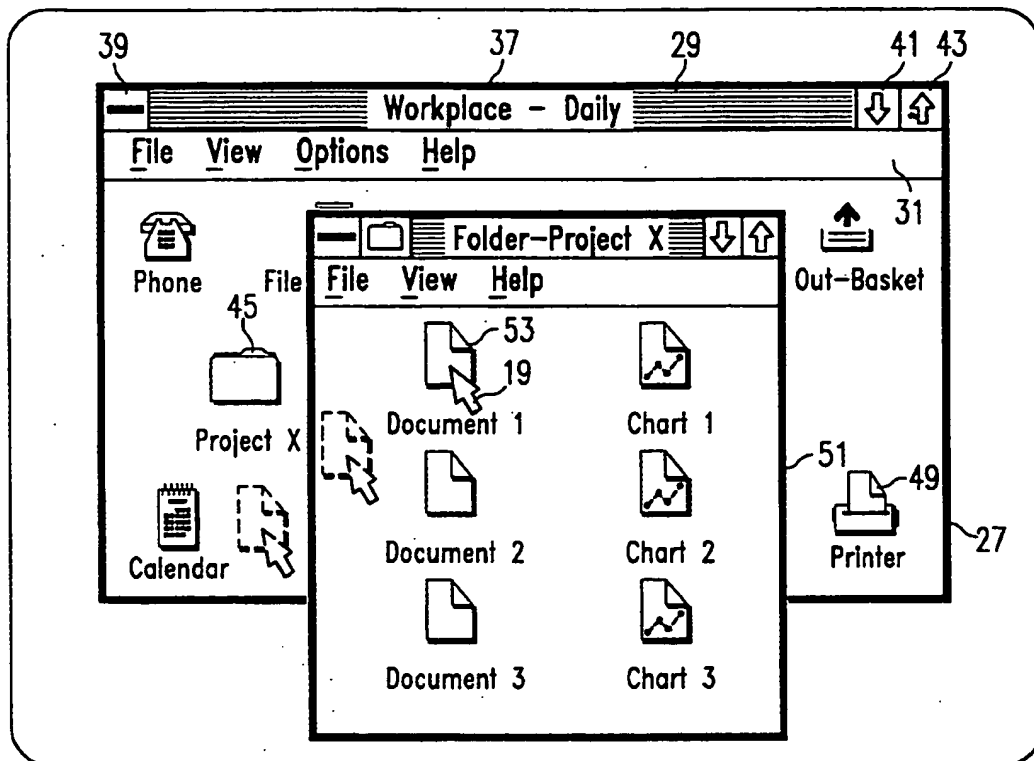 39 37 29 41 43
Workplace - Daily
File View Options Help
31
Folder-Project X
Phone File Out-Basket
File View Help
45
53
19
Document 1 Chart 1
Project X
51
49
27
Calendar Document 2 Chart 2 Printer
Document 3 Chart 3